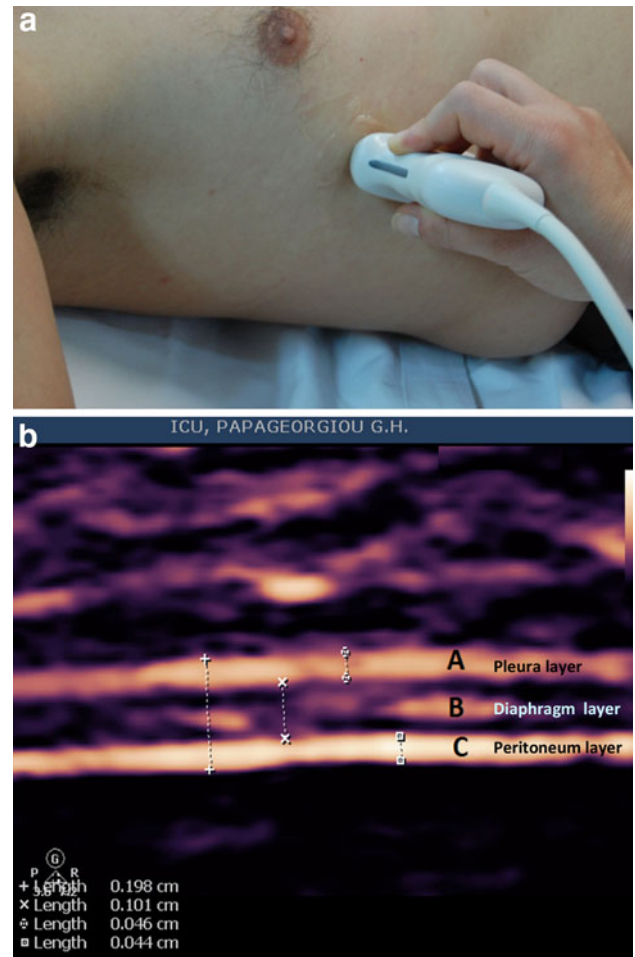 a
ICU, PAPAGEORGIOU G.H.
b
A Pleura layer
B Diaphragm layer
C Peritoneum layer
G
P R
+ Length 0.198 cm
× Length 0.101 cm
Length 0.046 cm
Length 0.044 cm